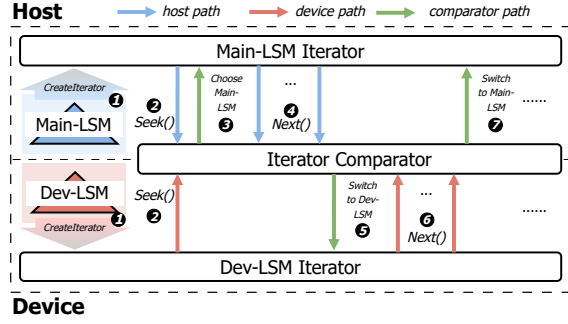 Host
host path
device path
comparator path
Main-LSM Iterator
CreateIterator
1
Main-LSM
2
Seek()
Choose
Main-
LSM
3
...
4
Next()
Switch
to Main-
LSM
7
......
Iterator Comparator
Dev-LSM
1
CreateIterator
Seek()
2
Switch
to Dev-
LSM
5
...
6
Next()
......
Dev-LSM Iterator
Device